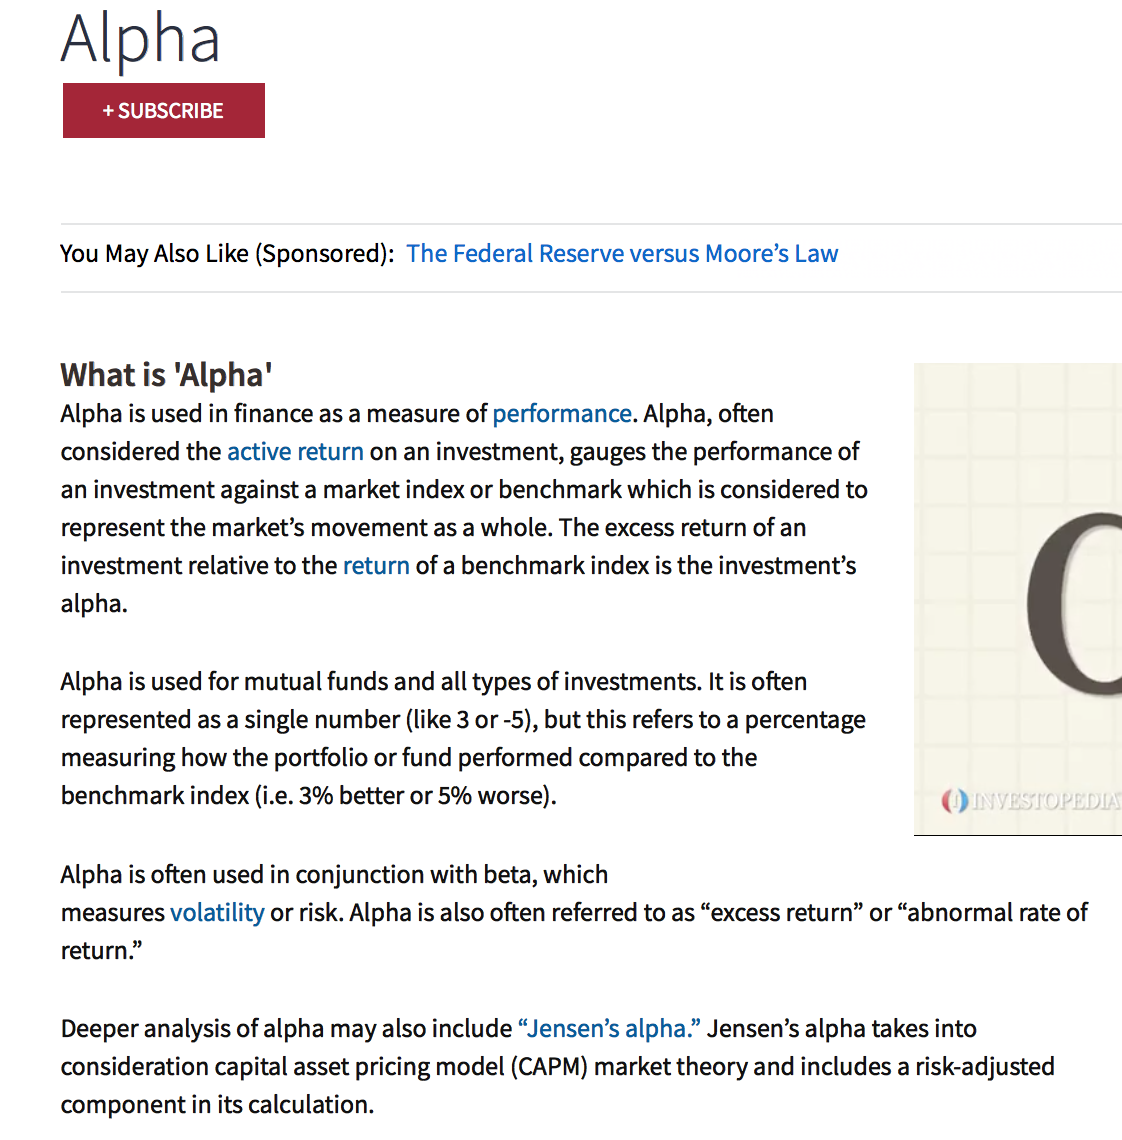 Alpha
+ SUBSCRIBE
You May Also Like (Sponsored): The Federal Reserve versus Moore’s Law
What is 'Alpha'
Alpha is used in finance as a measure of performance. Alpha, often
considered the active return on an investment, gauges the performance of
an investment against a market index or benchmark which is considered to
represent the market’s movement as a whole. The excess return of an
investment relative to the return of a benchmark index is the investment’s
alpha.
Alpha is used for mutual funds and all types of investments. It is often
represented as a single number (like 3 or -5), but this refers to a percentage
measuring how the portfolio or fund performed compared to the
benchmark index (i.e. 3% better or 5% worse).
INVESTOPEDIA
Alpha is often used in conjunction with beta, which
measures volatility or risk. Alpha is also often referred to as “excess return” or “abnormal rate of
return.”
Deeper analysis of alpha may also include “Jensen’s alpha.” Jensen’s alpha takes into
consideration capital asset pricing model (CAPM) market theory and includes a risk-adjusted
component in its calculation.